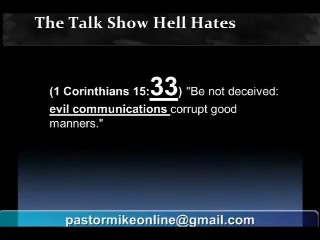 The Talk Show Hell Hates
(1 Corinthians 15:33) "Be not deceived:
evil communications corrupt good
manners."
pastormikeonline@gmail.com